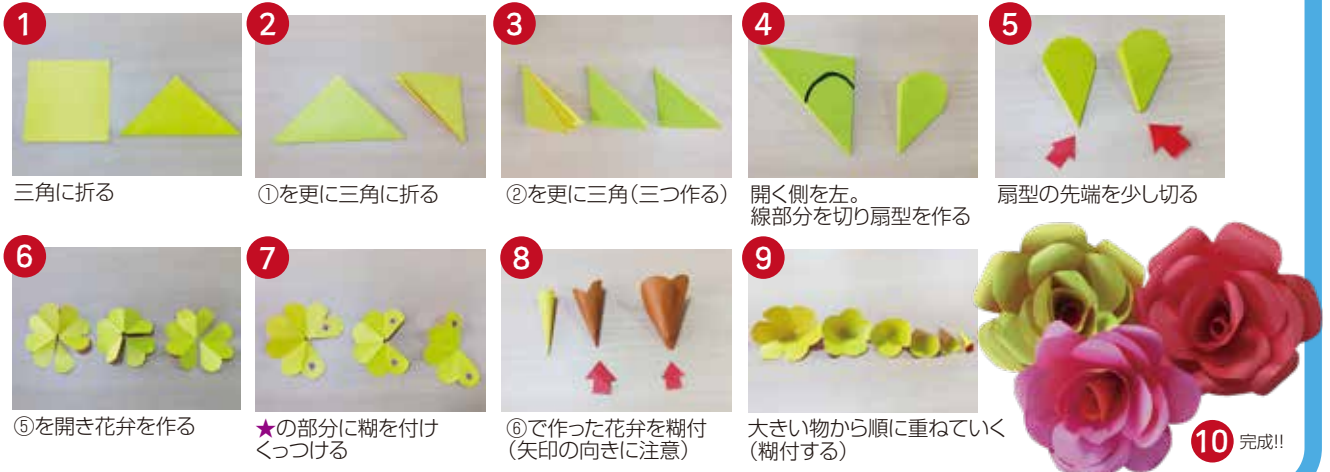 1
三角に折る
2
①を更に三角に折る
3
②を更に三角(三つ作る)
4
開く側を左。
線部分を切り扇型を作る
5
扇型の先端を少し切る
6
⑤を開き花弁を作る
7
★の部分に糊を付け
くっつける
8
⑥で作った花弁を糊付
(矢印の向きに注意)
9
大きい物から順に重ねていく
(糊付する)
10 完成!!